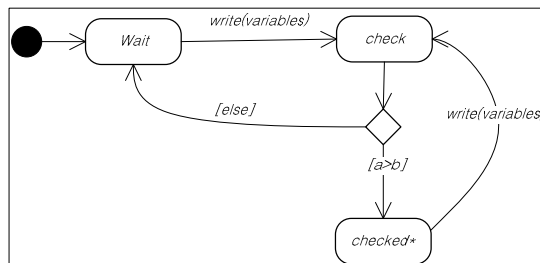 write(variables)
Wait
check
[else]
write(variables
[a>b]
checked*